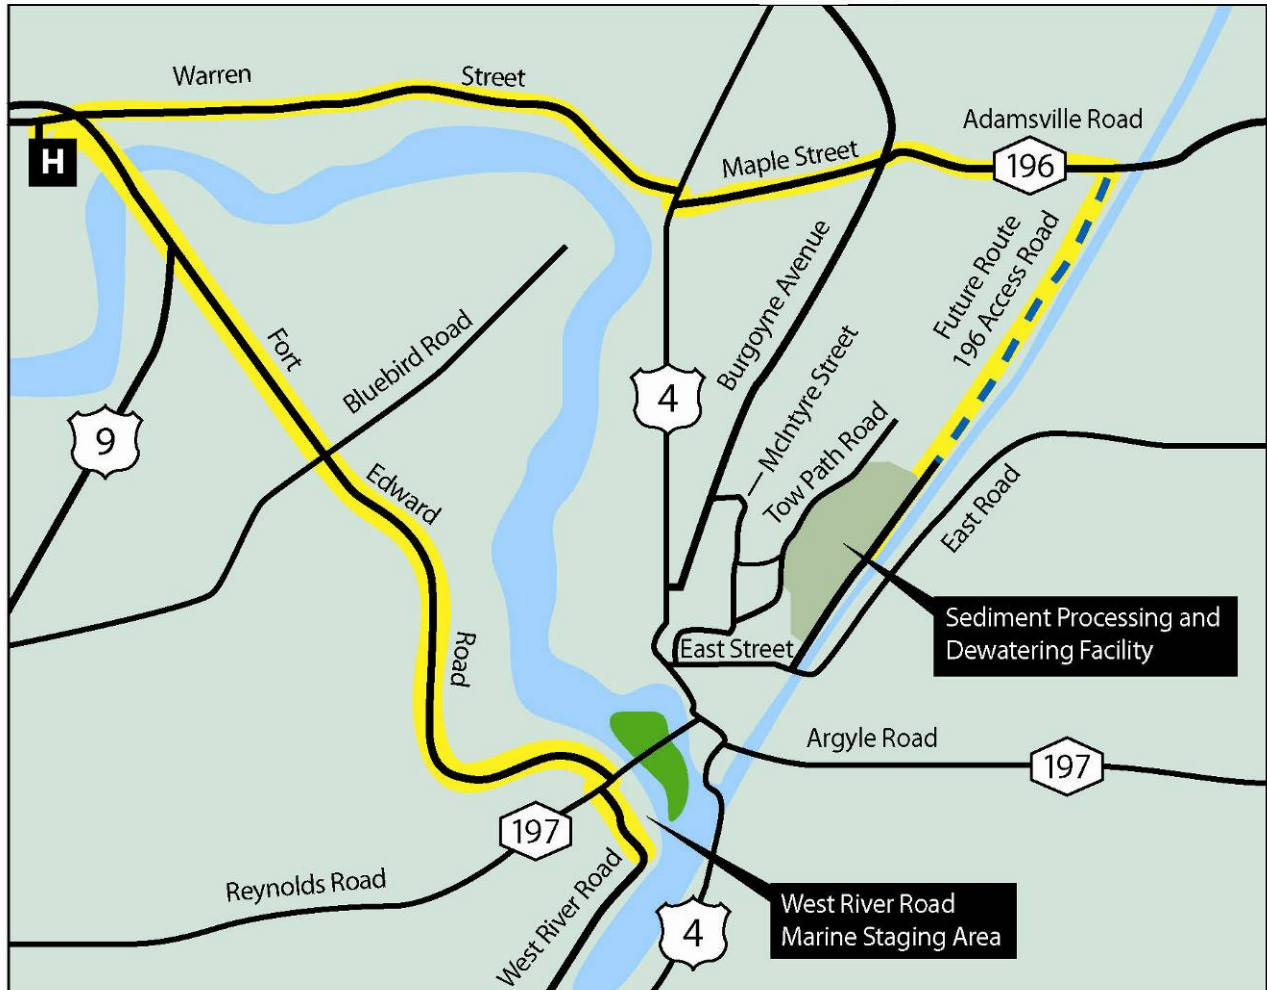 Warren
Street
Adamsville Road
H
Maple Street
196
Future Route
196 Access Road
Burgoyne Avenue
Fort
Bluebird Road
McIntyre Street
4
9
Tow Path Road
Edward
East Road
Sediment Processing and
Dewatering Facility
Road
East Street
Argyle Road
197
197
Reynolds Road
West River Road
West River Road
Marine Staging Area
4